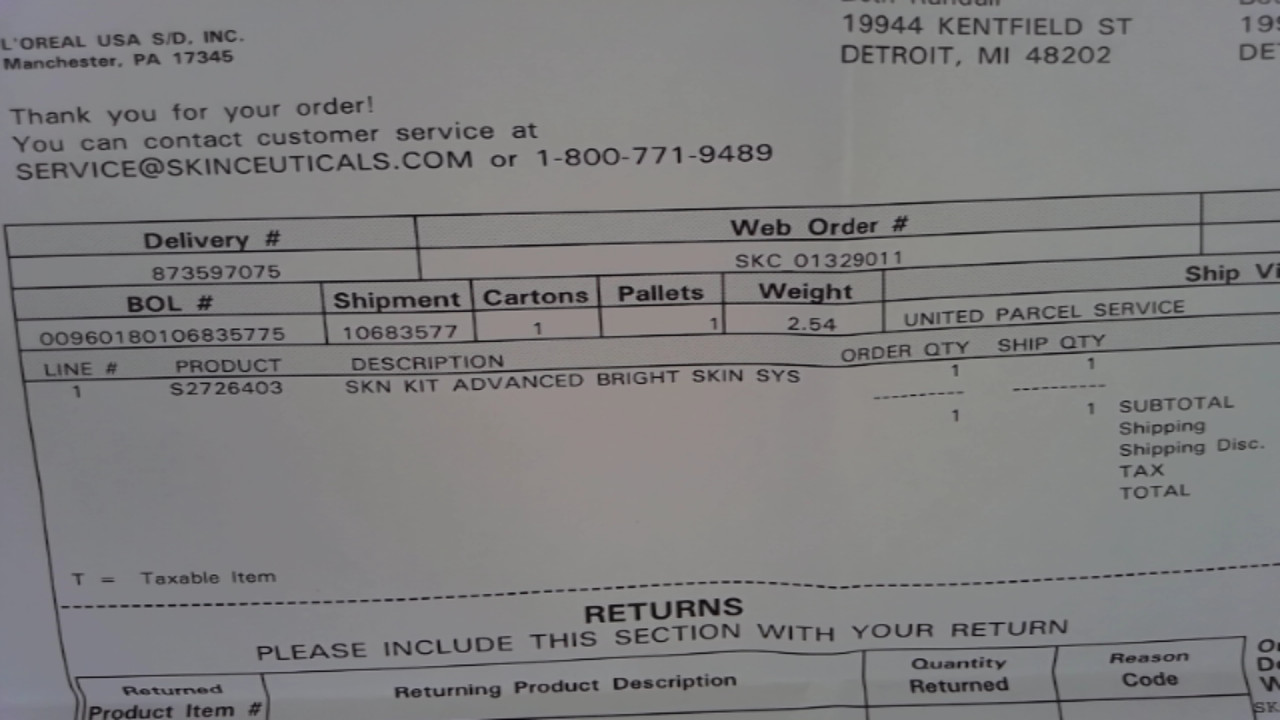 L'OREAL USA S/D, INC.
Manchester, PA 17345
19944 KENTFIELD ST
DETROIT, MI 48202
DE
Thank you for your order!
You can contact customer service at
SERVICE@SKINCEUTICALS.COM or 1-800-771-9489
Delivery # Web Order #
873597075 SKC 01329011
BOL # Shipment Cartons Pallets Weight Ship Vi
00960180106835775 10683577 1 1 2.54 UNITED PARCEL SERVICE
LINE # PRODUCT DESCRIPTION ORDER QTY SHIP QTY
1 S2726403 SKN KIT ADVANCED BRIGHT SKIN SYS 1 1
1 1 SUBTOTAL
Shipping
Shipping Disc.
TAX
TOTAL
T = Taxable Item
RETURNS
PLEASE INCLUDE THIS SECTION WITH YOUR RETURN
Returned Product Item # Returning Product Description Quantity Returned Reason Code